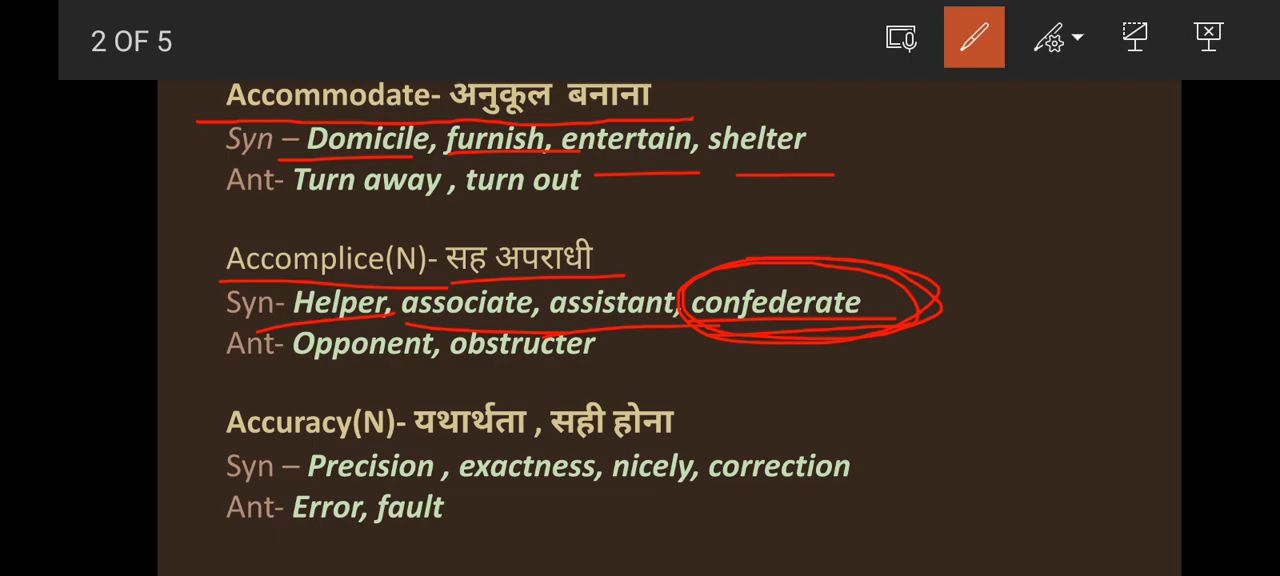 2 OF 5
Accommodate- अनुकूल बनाना
Syn – Domicile, furnish, entertain, shelter
Ant- Turn away , turn out
Accomplice(N)- सह अपराधी
Syn- Helper, associate, assistant, confederate
Ant- Opponent, obstructer
Accuracy(N)- यथार्थता , सही होना
Syn – Precision , exactness, nicely, correction
Ant- Error, fault